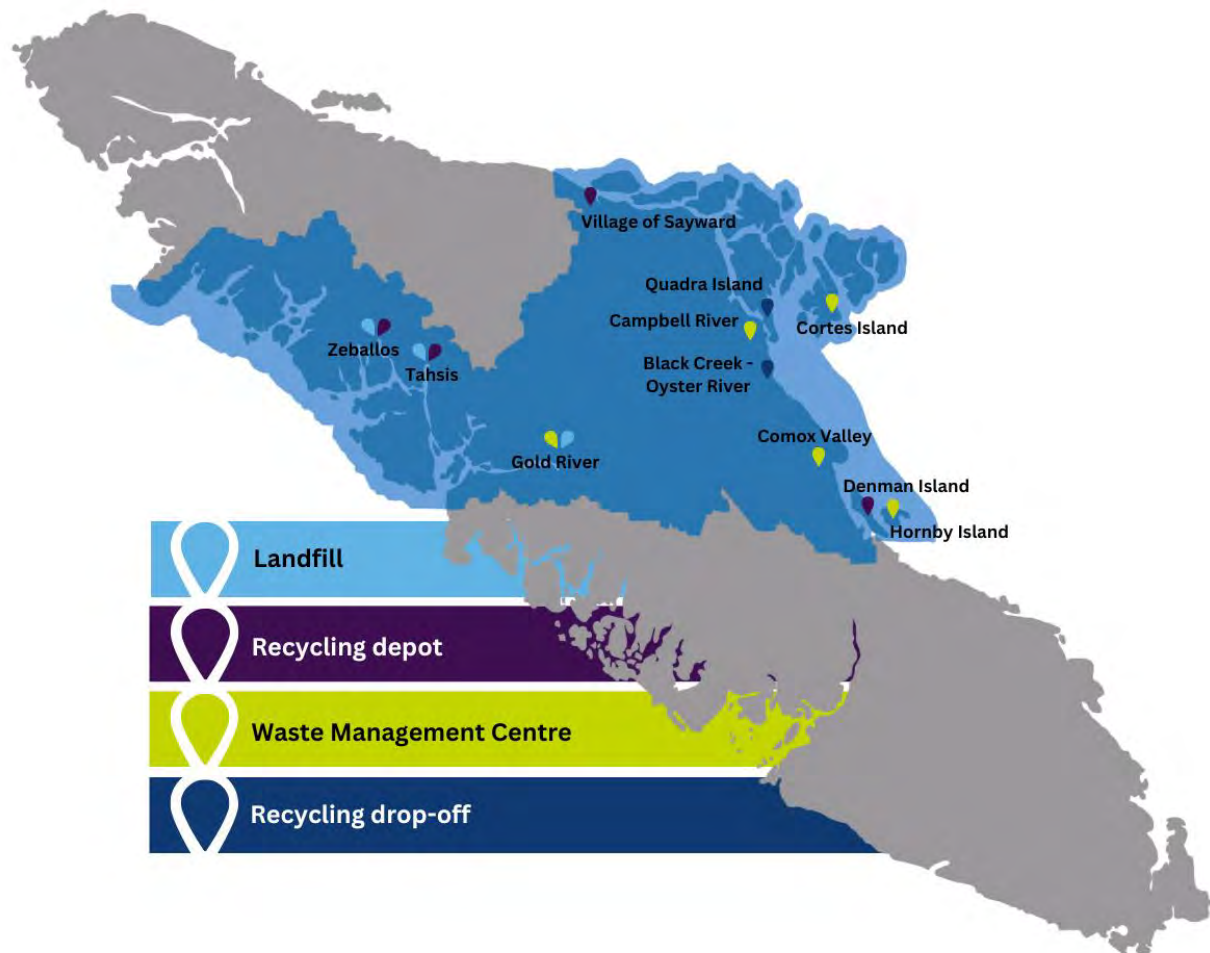 Village of Sayward
Quadra Island
Campbell River
Cortes Island
Zeballos
Tahsis
Black Creek -
Oyster River
Comox Valley
Gold River
Denman Island
Hornby Island
Landfill
Recycling depot
Waste Management Centre
Recycling drop-off